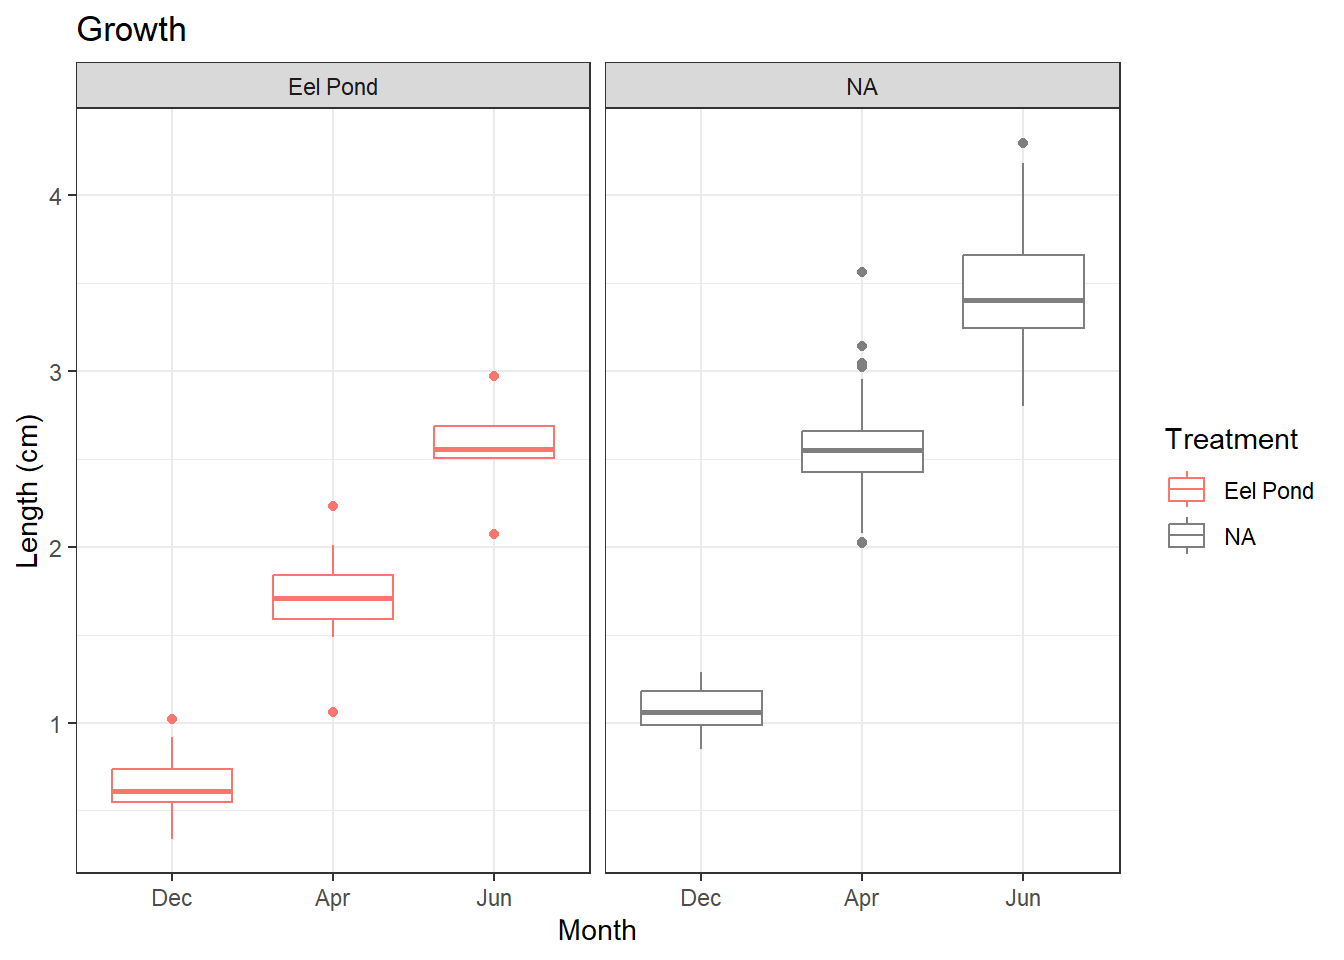 Growth
Eel Pond
NA
4
3
2
1
Length (cm)
Dec
Apr
Jun
Dec
Apr
Jun
Month
Treatment
Eel Pond
NA